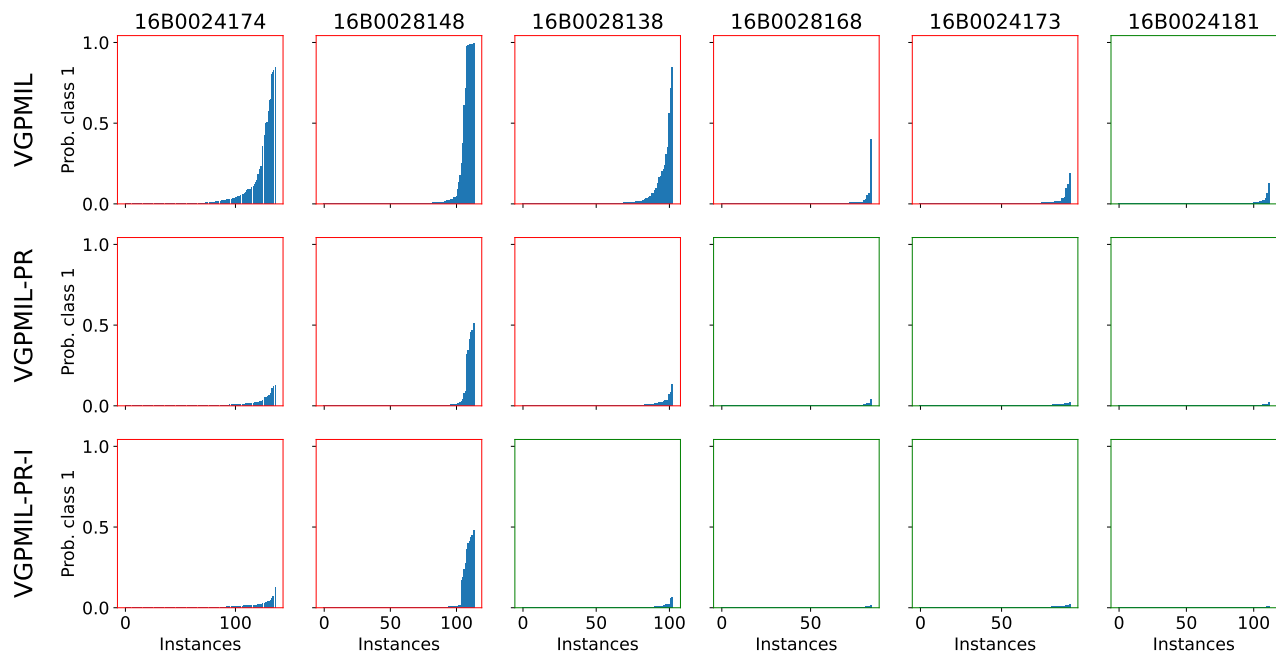 16B0024174 16B0028148 16B0028138 16B0028168 16B0024173 16B0024181
VGPMIL
Prob. class 1
1.0
0.5
0.0
0 100 0 50 100 0 50 100 0 50 0 50 0 50 100
VGPMIL-PR
Prob. class 1
1.0
0.5
0.0
VGPMIL-PR-I
Prob. class 1
1.0
0.5
0.0
Instances Instances Instances Instances Instances Instances